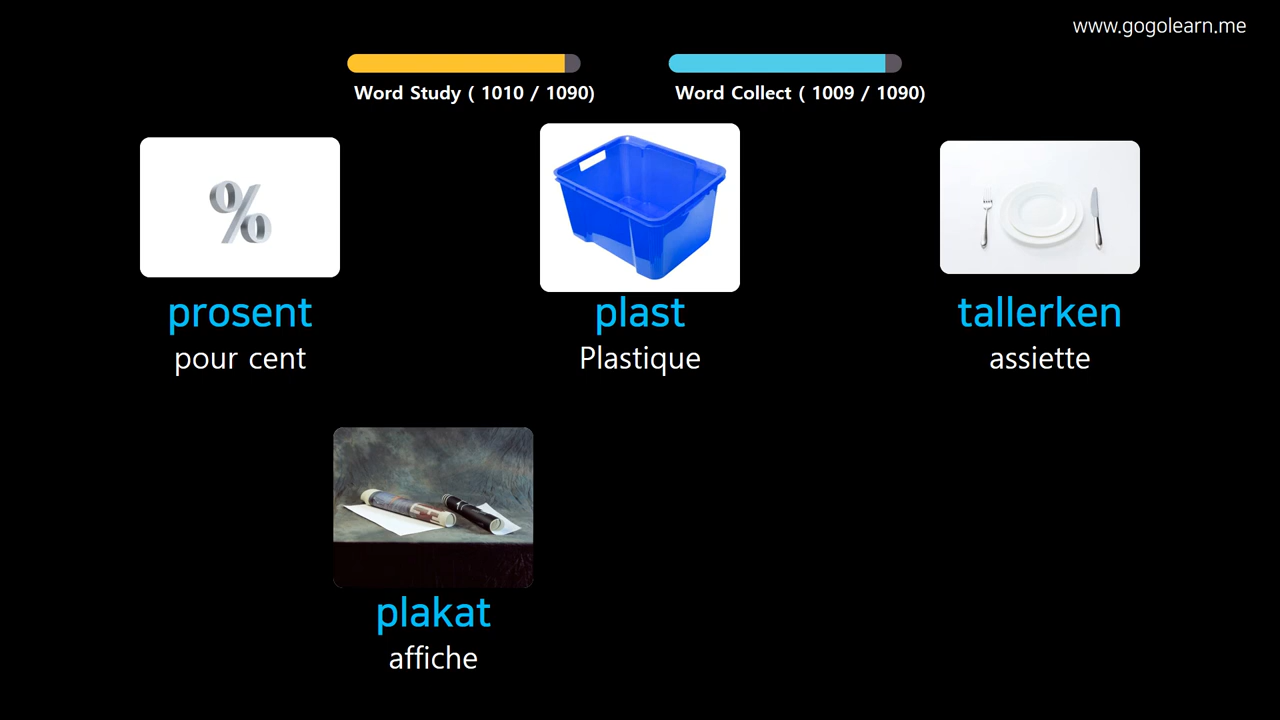 www.gogolearn.me
Word Study ( 1010 / 1090)
Word Collect ( 1009 / 1090)
%
prosent
pour cent
plast
Plastique
tallerken
assiette
plakat
affiche